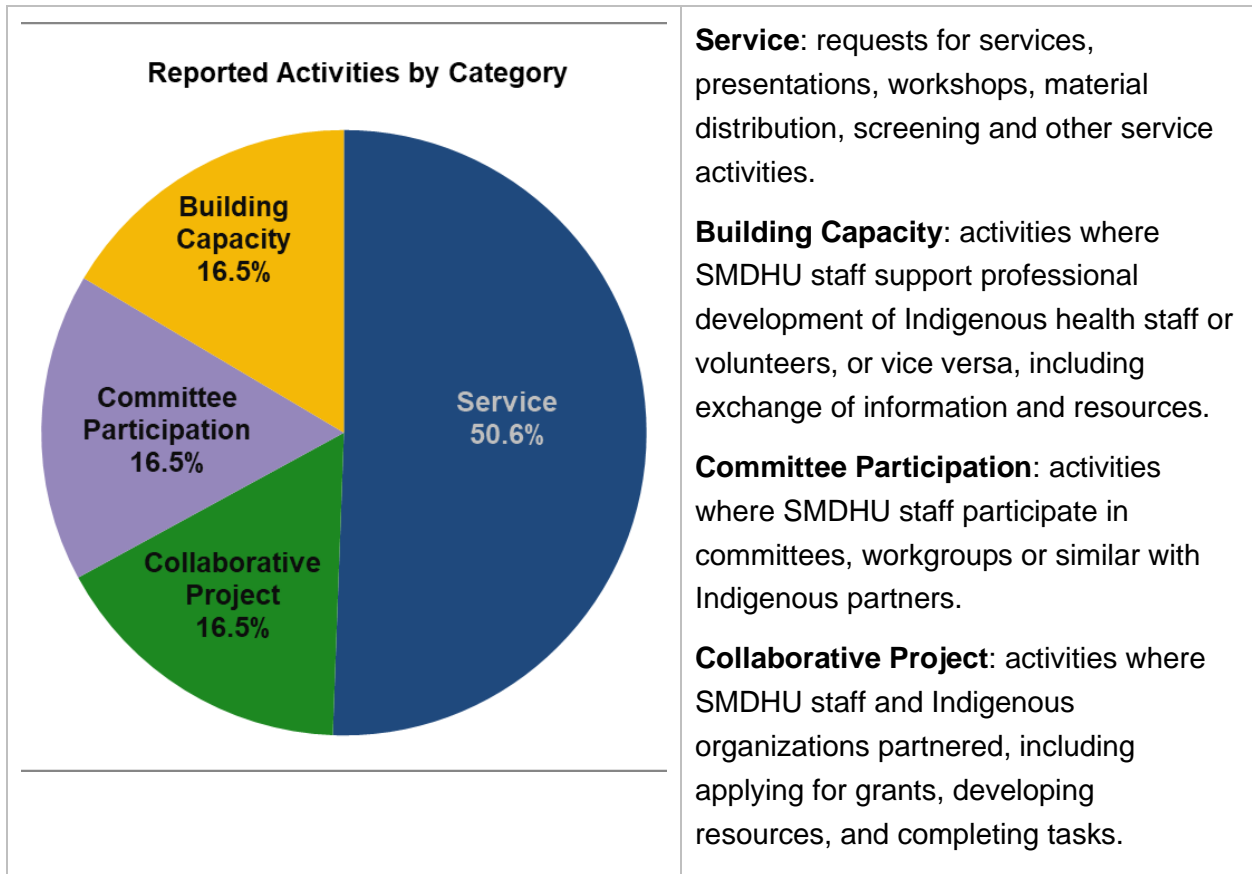 Reported Activities by Category
Building
Capacity
16.5%
Committee
Participation
16.5%
Collaborative
Project
16.5%
Service
50.6%
Service: requests for services,
presentations, workshops, material
distribution, screening and other service
activities.
Building Capacity: activities where
SMDHU staff support professional
development of Indigenous health staff or
volunteers, or vice versa, including
exchange of information and resources.
Committee Participation: activities
where SMDHU staff participate in
committees, workgroups or similar with
Indigenous partners.
Collaborative Project: activities where
SMDHU staff and Indigenous
organizations partnered, including
applying for grants, developing
resources, and completing tasks.